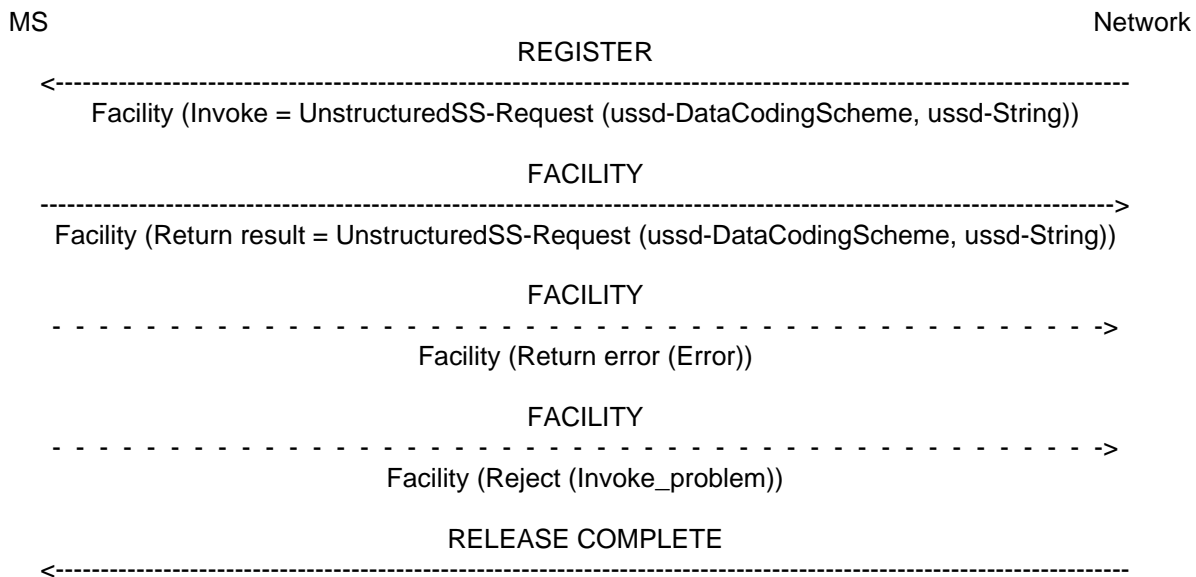 MS Network
REGISTER
<------------------------------------------------------------------------------------------------------------------------
Facility (Invoke = UnstructuredSS-Request (ussd-DataCodingScheme, ussd-String))
FACILITY
------------------------------------------------------------------------------------------------------------------------>
Facility (Return result = UnstructuredSS-Request (ussd-DataCodingScheme, ussd-String))
FACILITY
- - - - - - - - - - - - - - - - - - - - - - - - - - - - - - - - - - - - - - - - - - - - ->
Facility (Return error (Error))
FACILITY
- - - - - - - - - - - - - - - - - - - - - - - - - - - - - - - - - - - - - - - - - - - - ->
Facility (Reject (Invoke_problem))
RELEASE COMPLETE
<------------------------------------------------------------------------------------------------------------------------